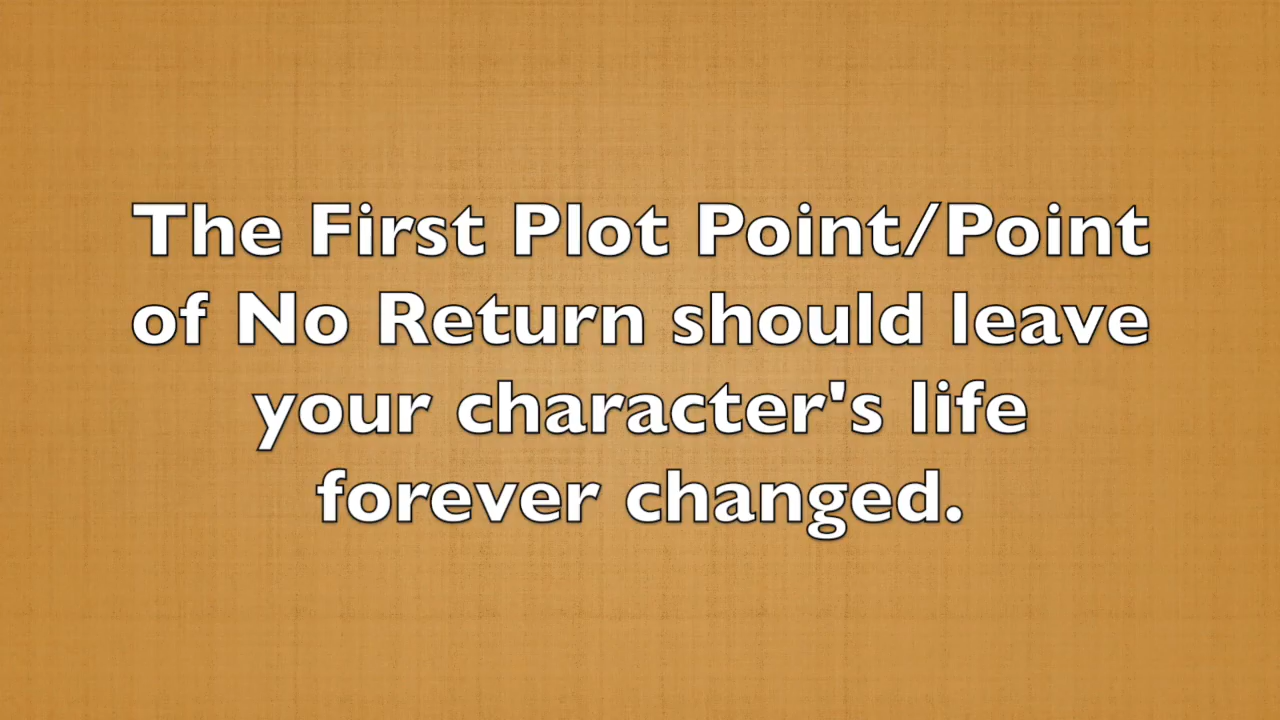 The First Plot Point/Point
of No Return should leave
your character's life
forever changed.